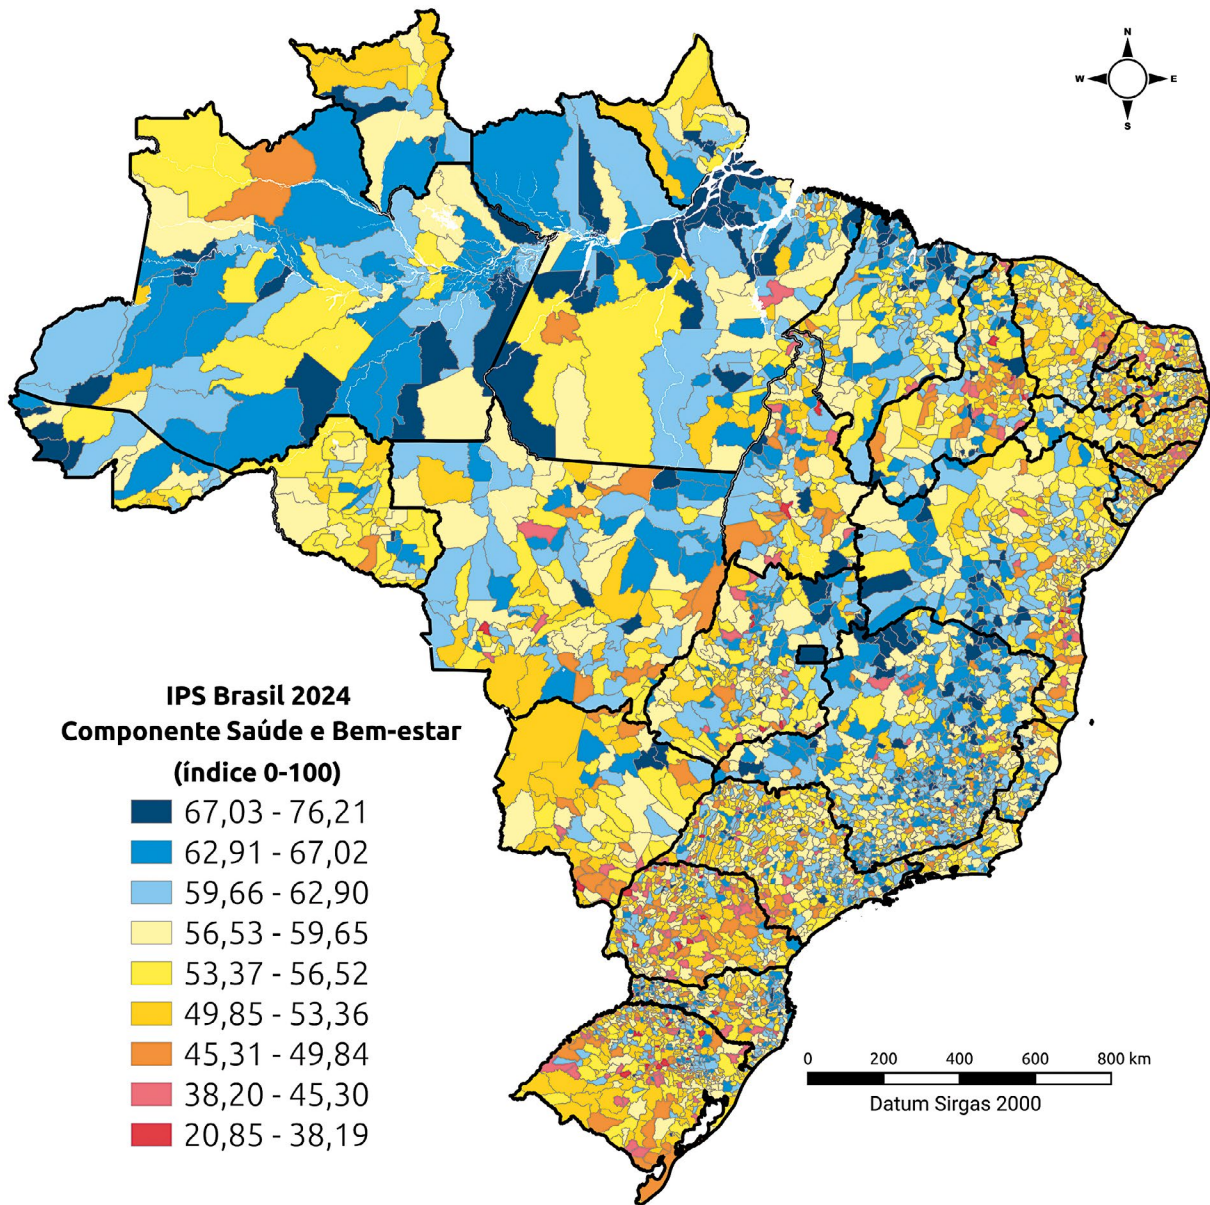 N
W E
S
IPS Brasil 2024
Componente Saúde e Bem-estar
(índice 0-100)
67,03 - 76,21
62,91 - 67,02
59,66 - 62,90
56,53 - 59,65
53,37 - 56,52
49,85 - 53,36
45,31 - 49,84
38,20 - 45,30
20,85 - 38,19
0 200 400 600 800 km
Datum Sirgas 2000